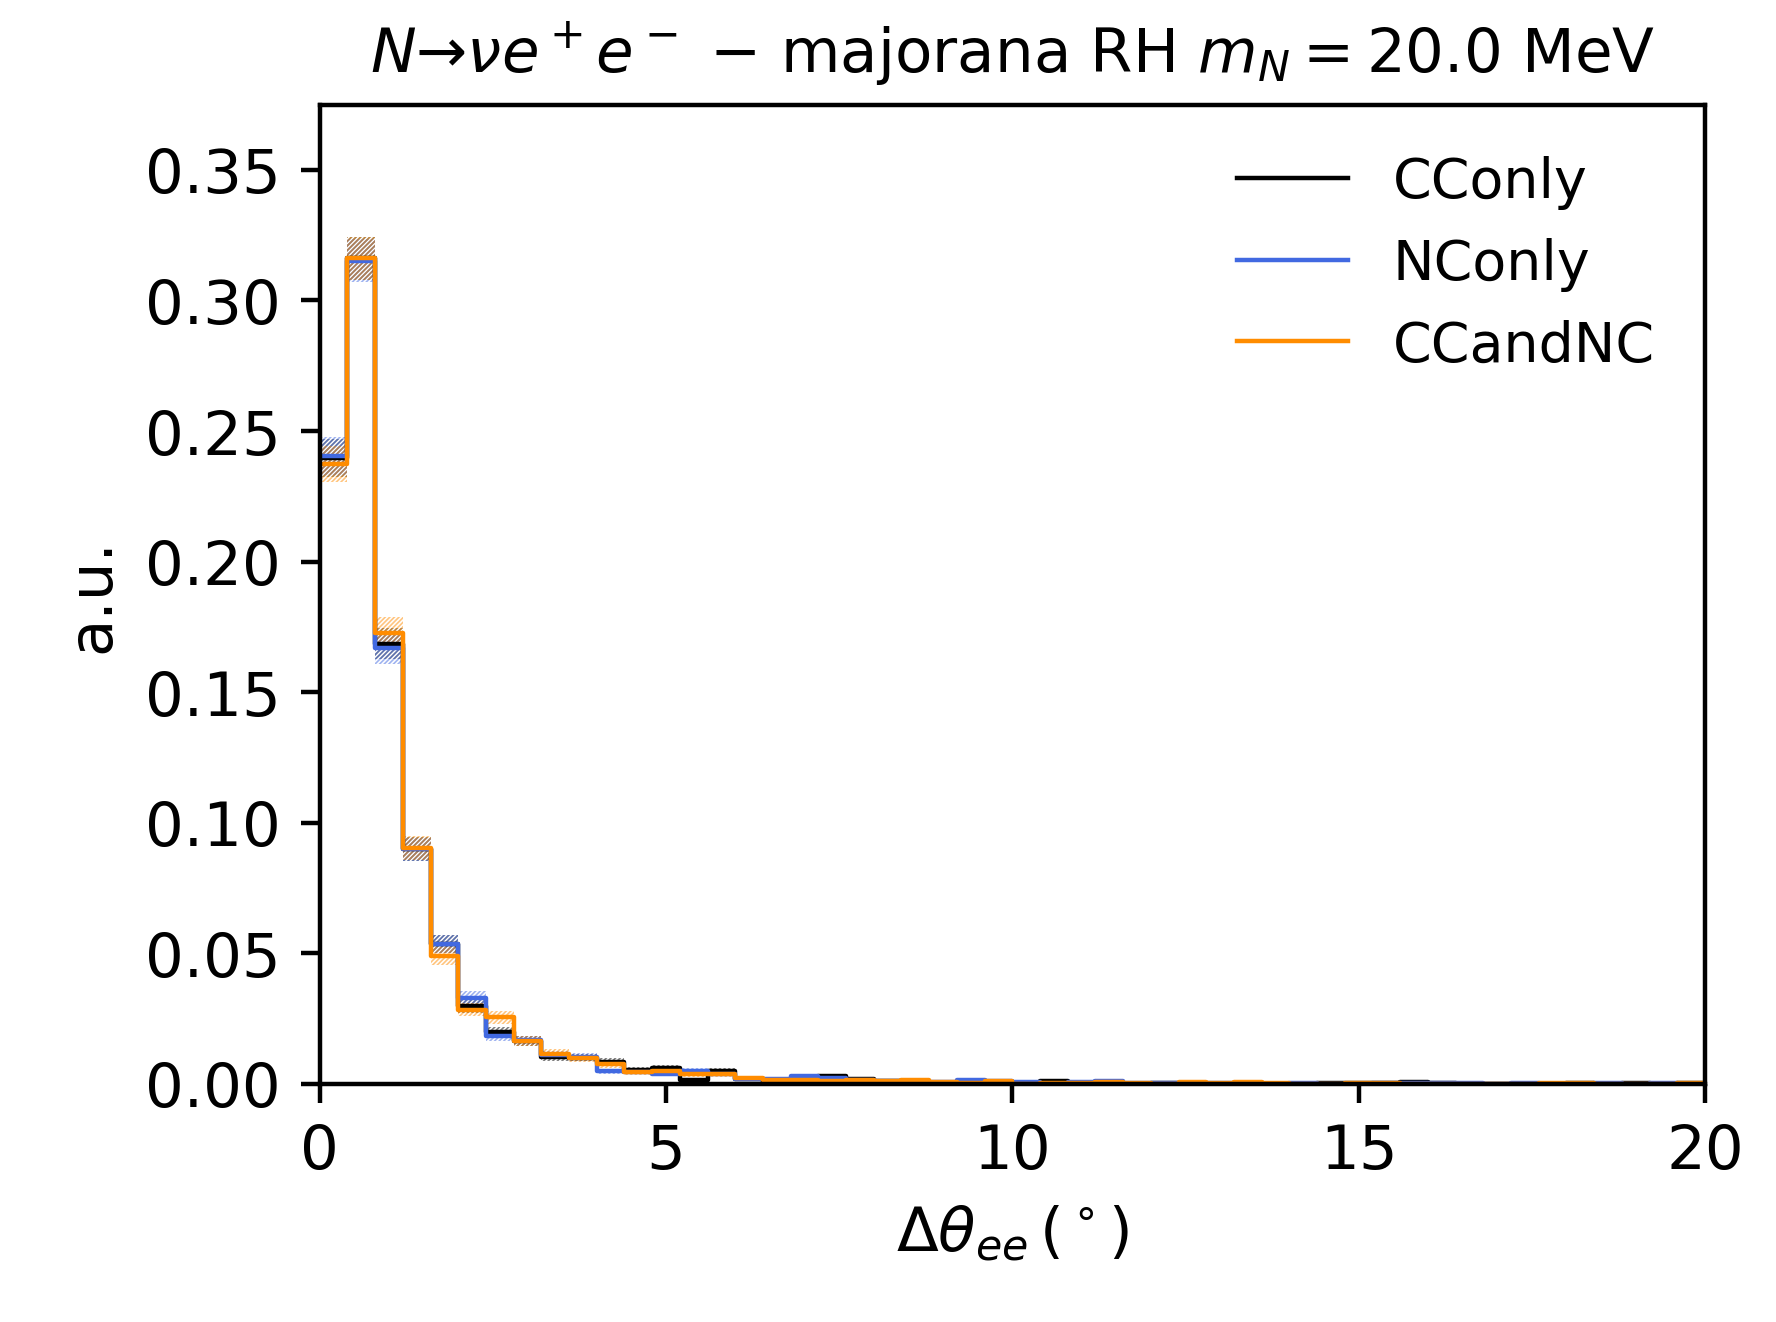 N→νe⁺e⁻ − majorana RH m_N = 20.0 MeV
CConly
NConly
CCandNC
0.35
0.30
0.25
0.20
0.15
0.10
0.05
0.00
a.u.
0 5 10 15 20
Δθ_ee (°)